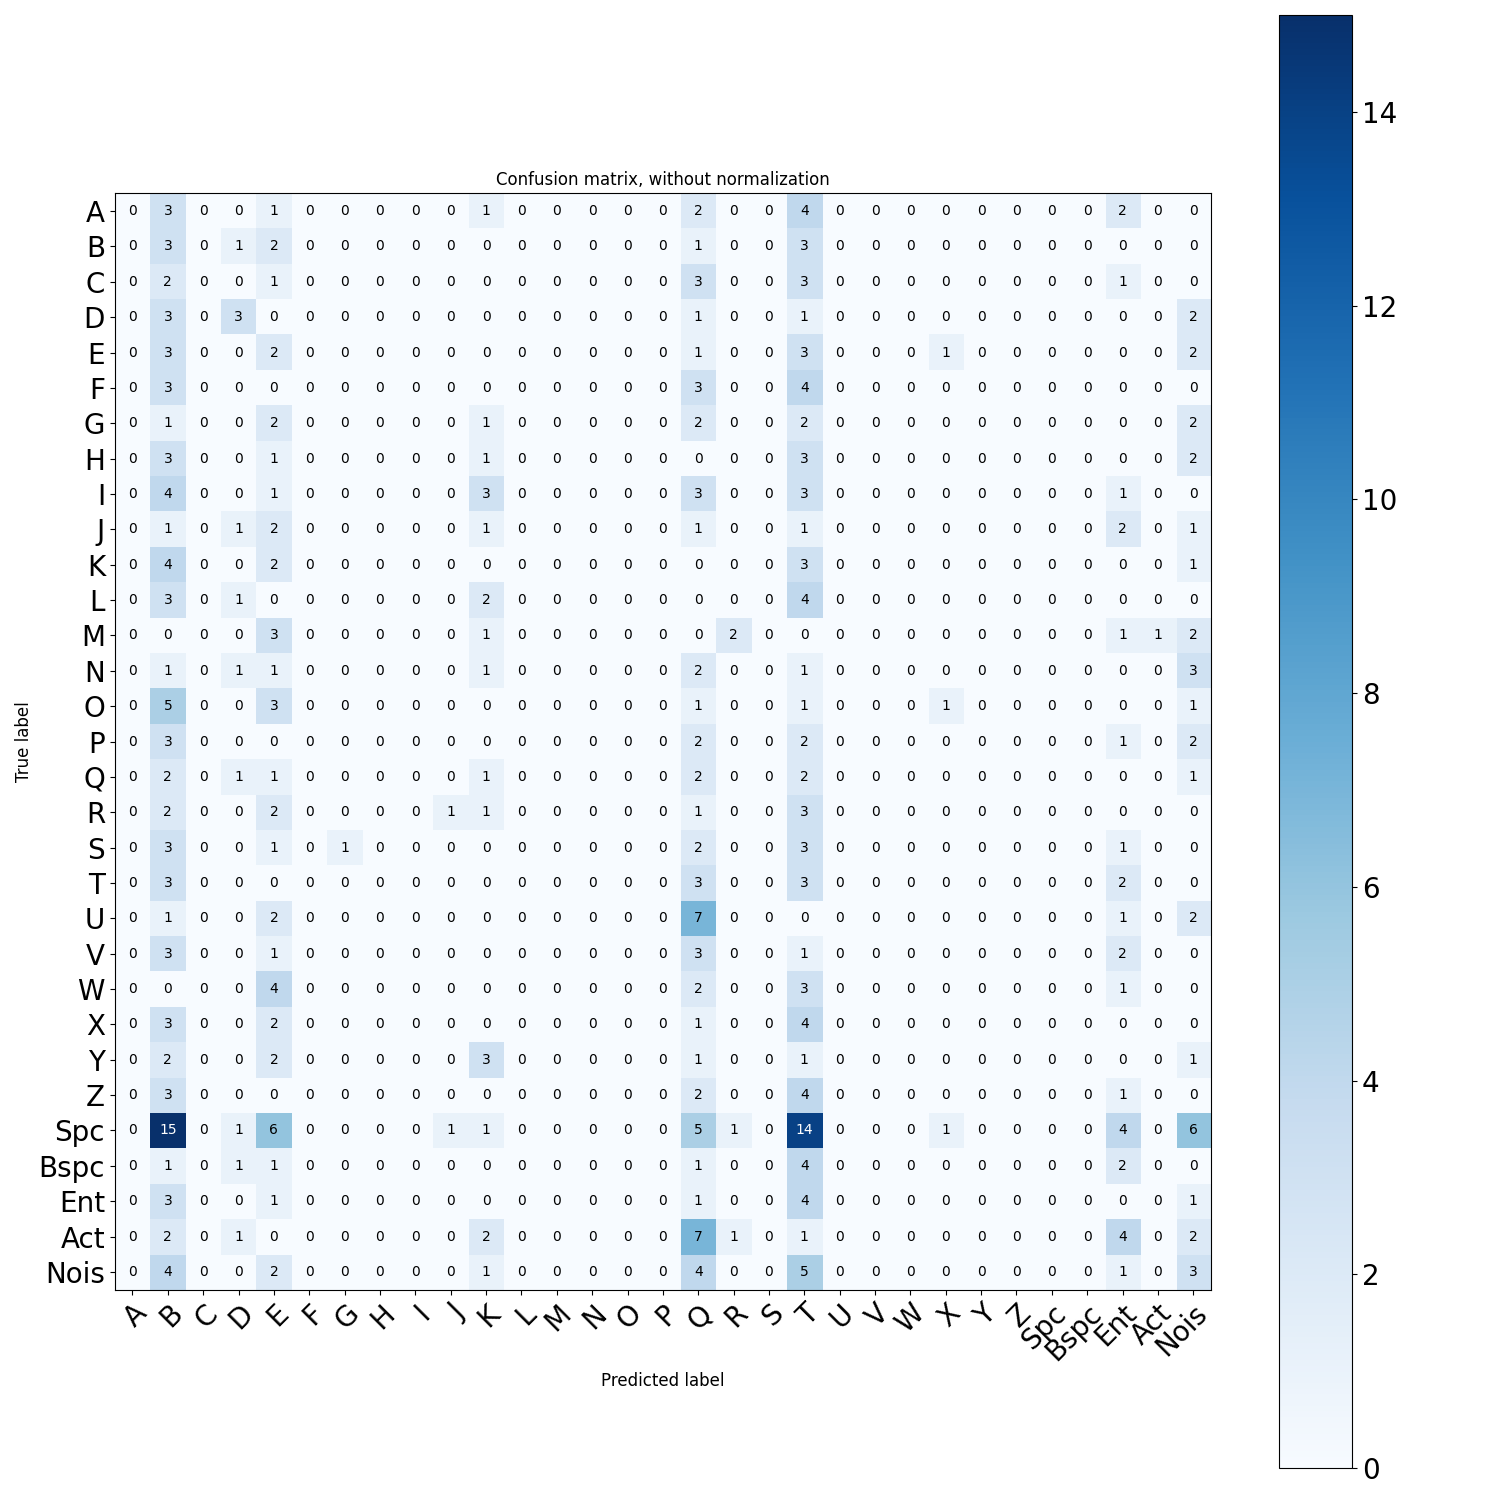 Confusion matrix, without normalization
A 0 3 0 0 1 0 0 0 0 0 1 0 0 0 0 0 2 0 0 4 0 0 0 0 0 0 0 0 2 0 0
B 0 3 0 1 2 0 0 0 0 0 0 0 0 0 0 0 1 0 0 3 0 0 0 0 0 0 0 0 0 0 0
C 0 2 0 0 1 0 0 0 0 0 0 0 0 0 0 0 3 0 0 3 0 0 0 0 0 0 0 0 1 0 0
D 0 3 0 3 0 0 0 0 0 0 0 0 0 0 0 0 1 0 0 1 0 0 0 0 0 0 0 0 0 0 2
E 0 3 0 0 2 0 0 0 0 0 0 0 0 0 0 0 1 0 0 3 0 0 0 1 0 0 0 0 0 0 2
F 0 3 0 0 0 0 0 0 0 0 0 0 0 0 0 0 3 0 0 4 0 0 0 0 0 0 0 0 0 0 0
G 0 1 0 0 2 0 0 0 0 0 1 0 0 0 0 0 2 0 0 2 0 0 0 0 0 0 0 0 0 0 2
H 0 3 0 0 1 0 0 0 0 0 1 0 0 0 0 0 0 0 0 3 0 0 0 0 0 0 0 0 0 0 2
I 0 4 0 0 1 0 0 0 0 0 3 0 0 0 0 0 3 0 0 3 0 0 0 0 0 0 0 0 1 0 0
J 0 1 0 1 2 0 0 0 0 0 1 0 0 0 0 0 1 0 0 1 0 0 0 0 0 0 0 0 2 0 1
K 0 4 0 0 2 0 0 0 0 0 0 0 0 0 0 0 0 0 0 3 0 0 0 0 0 0 0 0 0 0 1
L 0 3 0 1 0 0 0 0 0 0 2 0 0 0 0 0 0 0 0 4 0 0 0 0 0 0 0 0 0 0 0
M 0 0 0 0 3 0 0 0 0 0 1 0 0 0 0 0 0 2 0 0 0 0 0 0 0 0 0 0 1 1 2
N 0 1 0 1 1 0 0 0 0 0 1 0 0 0 0 0 2 0 0 1 0 0 0 0 0 0 0 0 0 0 3
O 0 5 0 0 3 0 0 0 0 0 0 0 0 0 0 0 1 0 0 1 0 0 0 1 0 0 0 0 0 0 1
P 0 3 0 0 0 0 0 0 0 0 0 0 0 0 0 0 2 0 0 2 0 0 0 0 0 0 0 0 1 0 2
Q 0 2 0 1 1 0 0 0 0 0 1 0 0 0 0 0 2 0 0 2 0 0 0 0 0 0 0 0 0 0 1
R 0 2 0 0 2 0 0 0 0 1 1 0 0 0 0 0 1 0 0 3 0 0 0 0 0 0 0 0 0 0 0
S 0 3 0 0 1 0 1 0 0 0 0 0 0 0 0 0 2 0 0 3 0 0 0 0 0 0 0 0 1 0 0
T 0 3 0 0 0 0 0 0 0 0 0 0 0 0 0 0 3 0 0 3 0 0 0 0 0 0 0 0 2 0 0
U 0 1 0 0 2 0 0 0 0 0 0 0 0 0 0 0 7 0 0 0 0 0 0 0 0 0 0 0 1 0 2
V 0 3 0 0 1 0 0 0 0 0 0 0 0 0 0 0 3 0 0 1 0 0 0 0 0 0 0 0 2 0 0
W 0 0 0 0 4 0 0 0 0 0 0 0 0 0 0 0 2 0 0 3 0 0 0 0 0 0 0 0 1 0 0
X 0 3 0 0 2 0 0 0 0 0 0 0 0 0 0 0 1 0 0 4 0 0 0 0 0 0 0 0 0 0 0
Y 0 2 0 0 2 0 0 0 0 0 3 0 0 0 0 0 1 0 0 1 0 0 0 0 0 0 0 0 0 0 1
Z 0 3 0 0 0 0 0 0 0 0 0 0 0 0 0 0 2 0 0 4 0 0 0 0 0 0 0 0 1 0 0
Spc 0 15 0 1 6 0 0 0 0 1 1 0 0 0 0 0 5 1 0 14 0 0 0 1 0 0 0 0 4 0 6
Bspc 0 1 0 1 1 0 0 0 0 0 0 0 0 0 0 0 1 0 0 4 0 0 0 0 0 0 0 0 2 0 0
Ent 0 3 0 0 1 0 0 0 0 0 0 0 0 0 0 0 1 0 0 4 0 0 0 0 0 0 0 0 0 0 1
Act 0 2 0 1 0 0 0 0 0 0 2 0 0 0 0 0 7 1 0 1 0 0 0 0 0 0 0 0 4 0 2
Nois 0 4 0 0 2 0 0 0 0 0 1 0 0 0 0 0 4 0 0 5 0 0 0 0 0 0 0 0 1 0 3
A B C D E F G H I J K L M N O P Q R S T U V W X Y Z Spc Bspc Ent Act Nois
Predicted label
True label
14
12
10
8
6
4
2
0